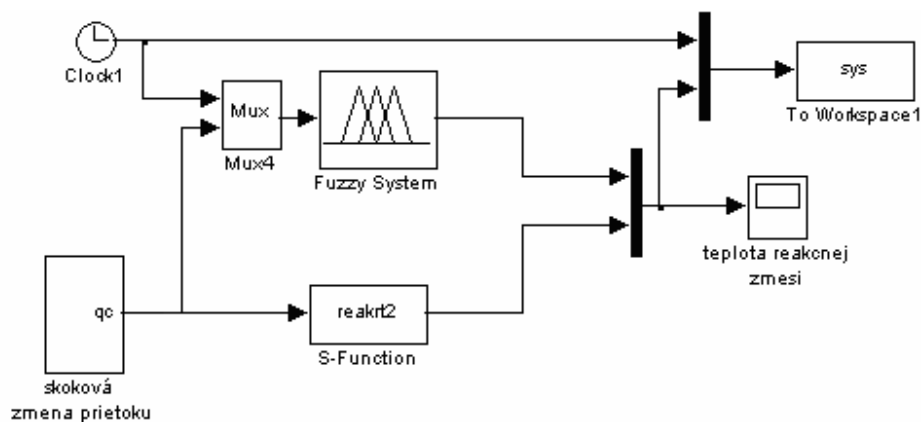 Clock1
sys
To Workspace1
Mux
Mux4
Fuzzy System
teplota reakcnej
zmesi
qc
reakrt2
S-Function
skoková
zmena prietoku